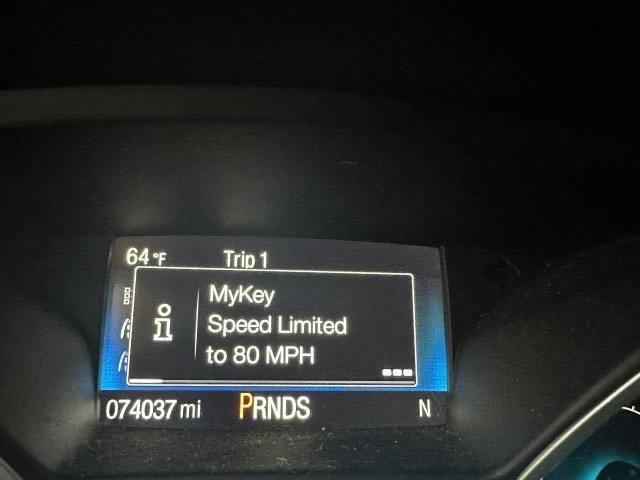 64°F Trip 1
i MyKey
Speed Limited
to 80 MPH
074037 mi PRNDS N